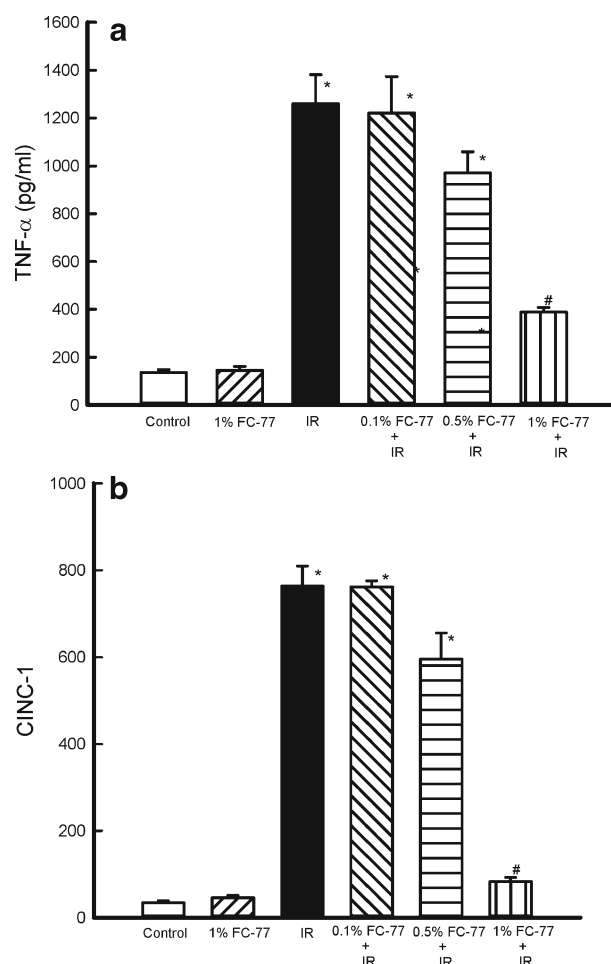 a
1600
1400
1200
1000
800
600
400
200
0
TNF-α (pg/ml)
*
*
*
*
*
#
Control 1% FC-77 IR 0.1% FC-77 0.5% FC-77 1% FC-77
+ + +
IR IR IR
b
1000
800
600
400
200
0
CINC-1
*
*
*
#
Control 1% FC-77 IR 0.1% FC-77 0.5% FC-77 1% FC-77
+ + +
IR IR IR